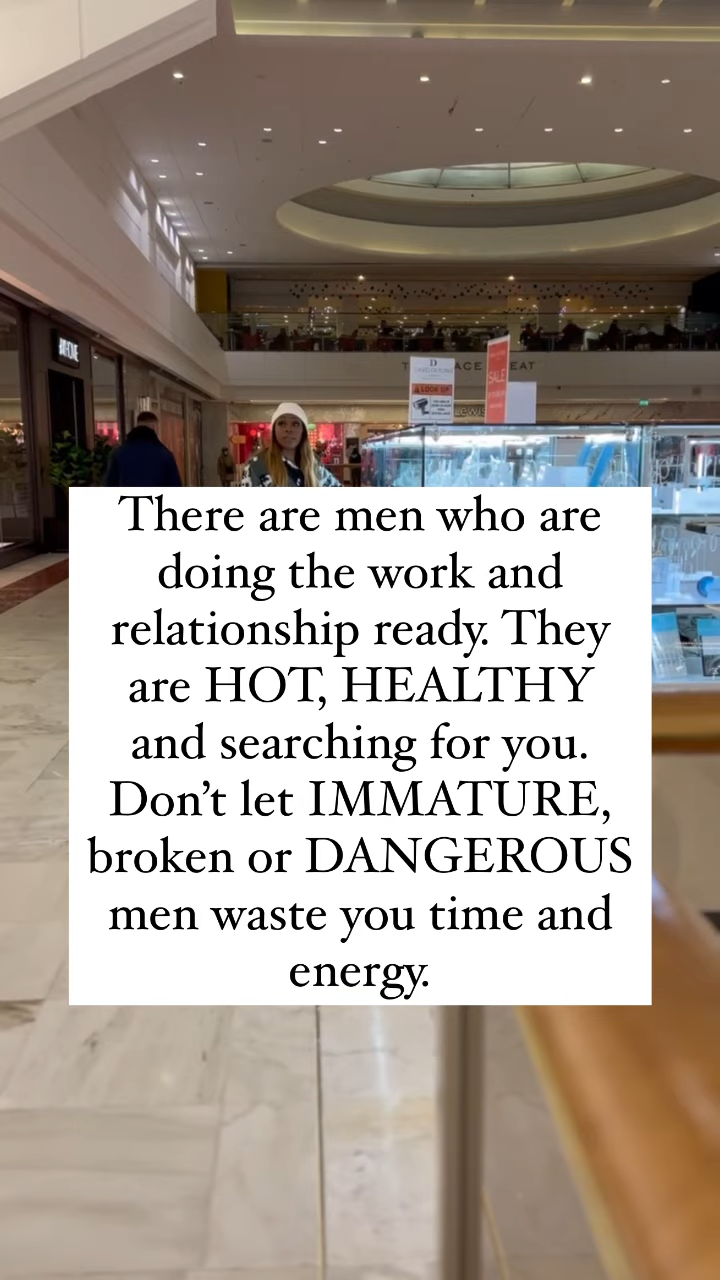 EAT
SALE
LOOK UP
There are men who are
doing the work and
relationship ready. They
are HOT, HEALTHY
and searching for you.
Don’t let IMMATURE,
broken or DANGEROUS
men waste you time and
energy.